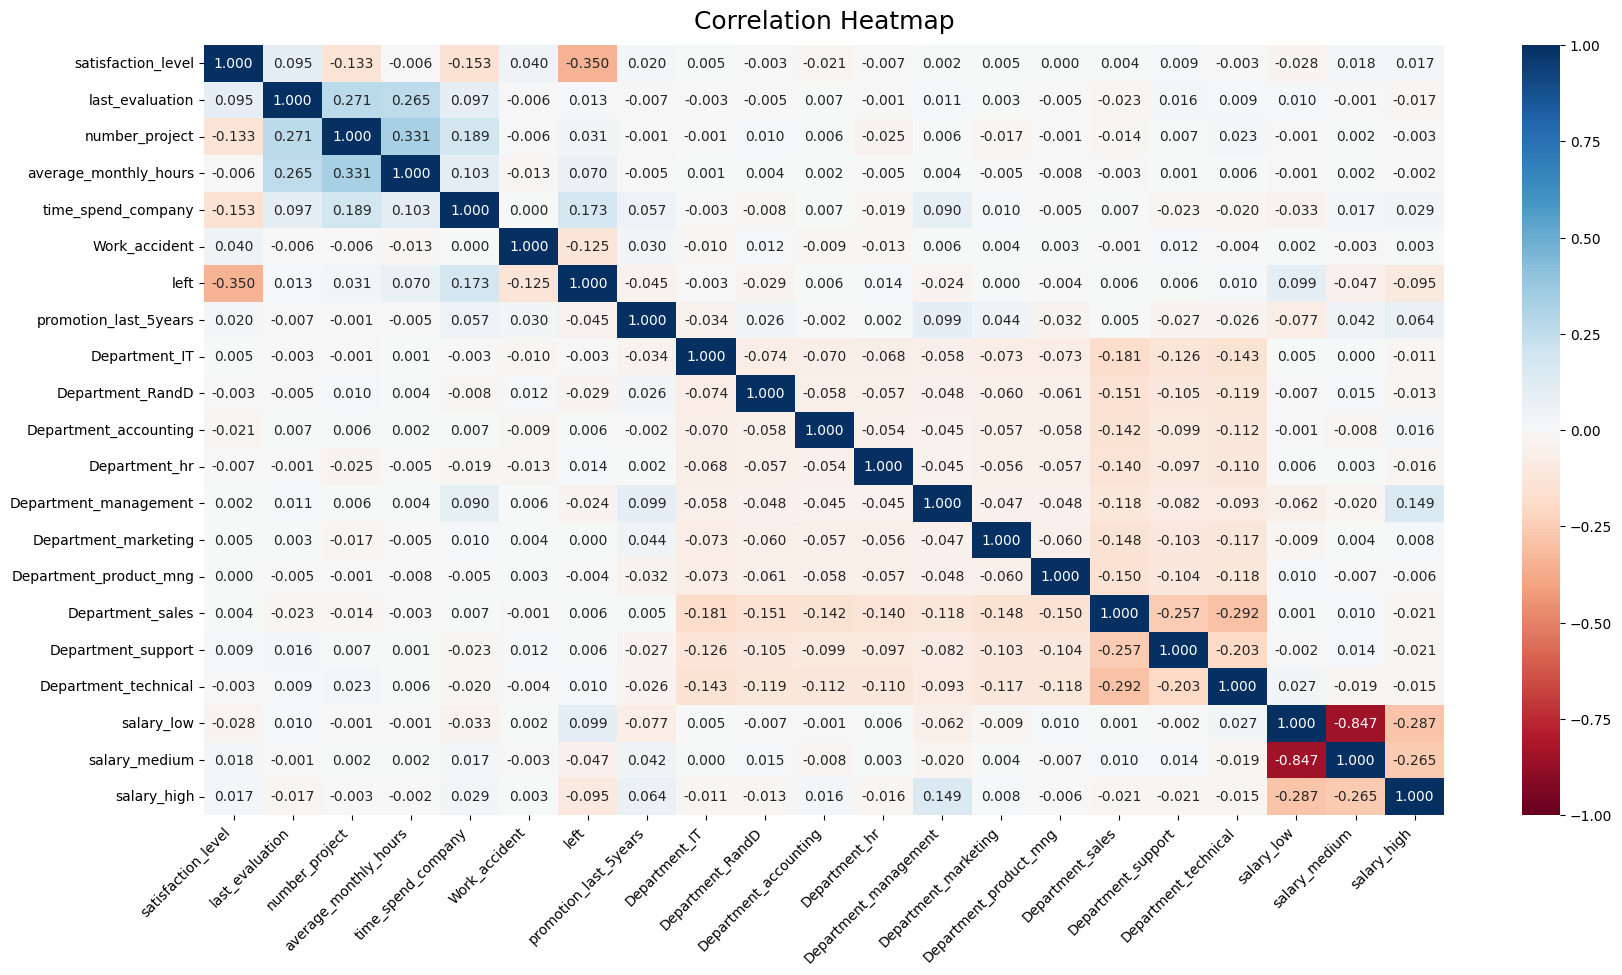 Correlation Heatmap
satisfaction_level 1.000 0.095 -0.133 -0.006 -0.153 0.040 -0.350 0.020 0.005 -0.003 -0.021 -0.007 0.002 0.005 0.000 0.004 0.009 -0.003 -0.028 0.018 0.017
last_evaluation 0.095 1.000 0.271 0.265 0.097 -0.006 0.013 -0.007 -0.003 -0.005 0.007 -0.001 0.011 0.003 -0.005 -0.023 0.016 0.009 0.010 -0.001 -0.017
number_project -0.133 0.271 1.000 0.331 0.189 -0.006 0.031 -0.001 -0.001 0.010 0.006 -0.025 0.006 -0.017 -0.001 -0.014 0.007 0.023 -0.001 0.002 -0.003
average_monthly_hours -0.006 0.265 0.331 1.000 0.103 -0.013 0.070 -0.005 0.001 0.004 0.002 -0.005 0.004 -0.005 -0.008 -0.003 0.001 0.006 -0.001 0.002 -0.002
time_spend_company -0.153 0.097 0.189 0.103 1.000 0.000 0.173 0.057 -0.003 -0.008 0.007 -0.019 0.090 0.010 -0.005 0.007 -0.023 -0.020 -0.033 0.017 0.029
Work_accident 0.040 -0.006 -0.006 -0.013 0.000 1.000 -0.125 0.030 -0.010 0.012 -0.009 -0.013 0.006 0.004 0.003 -0.001 0.012 -0.004 0.002 -0.003 0.003
left -0.350 0.013 0.031 0.070 0.173 -0.125 1.000 -0.045 -0.003 -0.029 0.006 0.014 -0.024 0.000 -0.004 0.006 0.006 0.010 0.099 -0.047 -0.095
promotion_last_5years 0.020 -0.007 -0.001 -0.005 0.057 0.030 -0.045 1.000 -0.034 0.026 -0.002 0.002 0.099 0.044 -0.032 0.005 -0.027 -0.026 -0.077 0.042 0.064
Department_IT 0.005 -0.003 -0.001 0.001 -0.003 -0.010 -0.003 -0.034 1.000 -0.074 -0.070 -0.068 -0.058 -0.073 -0.073 -0.181 -0.126 -0.143 0.005 0.000 -0.011
Department_RandD -0.003 -0.005 0.010 0.004 -0.008 0.012 -0.029 0.026 -0.074 1.000 -0.058 -0.057 -0.048 -0.060 -0.061 -0.151 -0.105 -0.119 -0.007 0.015 -0.013
Department_accounting -0.021 0.007 0.006 0.002 0.007 -0.009 0.006 -0.002 -0.070 -0.058 1.000 -0.054 -0.045 -0.057 -0.058 -0.142 -0.099 -0.112 -0.001 -0.008 0.016
Department_hr -0.007 -0.001 -0.025 -0.005 -0.019 -0.013 0.014 0.002 -0.068 -0.057 -0.054 1.000 -0.045 -0.056 -0.057 -0.140 -0.097 -0.110 0.006 0.003 -0.016
Department_management 0.002 0.011 0.006 0.004 0.090 0.006 -0.024 0.099 -0.058 -0.048 -0.045 -0.045 1.000 -0.047 -0.048 -0.118 -0.082 -0.093 -0.062 -0.020 0.149
Department_marketing 0.005 0.003 -0.017 -0.005 0.010 0.004 0.000 0.044 -0.073 -0.060 -0.057 -0.056 -0.047 1.000 -0.060 -0.148 -0.103 -0.117 -0.009 0.004 0.008
Department_product_mng 0.000 -0.005 -0.001 -0.008 -0.005 0.003 -0.004 -0.032 -0.073 -0.061 -0.058 -0.057 -0.048 -0.060 1.000 -0.150 -0.104 -0.118 0.010 -0.007 -0.006
Department_sales 0.004 -0.023 -0.014 -0.003 0.007 -0.001 0.006 0.005 -0.181 -0.151 -0.142 -0.140 -0.118 -0.148 -0.150 1.000 -0.257 -0.292 0.001 0.010 -0.021
Department_support 0.009 0.016 0.007 0.001 -0.023 0.012 0.006 -0.027 -0.126 -0.105 -0.099 -0.097 -0.082 -0.103 -0.104 -0.257 1.000 -0.203 -0.002 0.014 -0.021
Department_technical -0.003 0.009 0.023 0.006 -0.020 -0.004 0.010 -0.026 -0.143 -0.119 -0.112 -0.110 -0.093 -0.117 -0.118 -0.292 -0.203 1.000 0.027 -0.019 -0.015
salary_low -0.028 0.010 -0.001 -0.001 -0.033 0.002 0.099 -0.077 0.005 -0.007 -0.001 0.006 -0.062 -0.009 0.010 0.001 -0.002 0.027 1.000 -0.847 -0.287
salary_medium 0.018 -0.001 0.002 0.002 0.017 -0.003 -0.047 0.042 0.000 0.015 -0.008 0.003 -0.020 0.004 -0.007 0.010 0.014 -0.019 -0.847 1.000 -0.265
salary_high 0.017 -0.017 -0.003 -0.002 0.029 0.003 -0.095 0.064 -0.011 -0.013 0.016 -0.016 0.149 0.008 -0.006 -0.021 -0.021 -0.015 -0.287 -0.265 1.000
satisfaction_level
last_evaluation
number_project
average_monthly_hours
time_spend_company
Work_accident
left
promotion_last_5years
Department_IT
Department_RandD
Department_accounting
Department_hr
Department_management
Department_marketing
Department_product_mng
Department_sales
Department_support
Department_technical
salary_low
salary_medium
salary_high
1.00
0.75
0.50
0.25
0.00
−0.25
−0.50
−0.75
−1.00